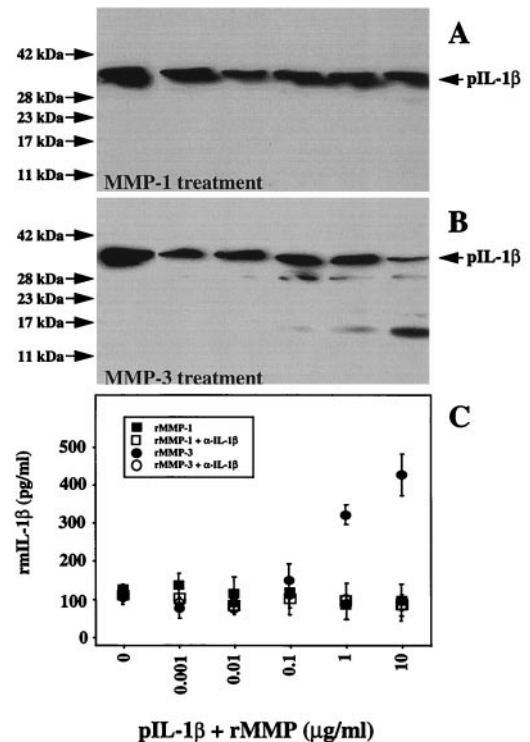 A
42 kDa
28 kDa
23 kDa
17 kDa
11 kDa
pIL-1β
MMP-1 treatment
B
42 kDa
28 kDa
23 kDa
17 kDa
11 kDa
pIL-1β
MMP-3 treatment
C
rMMP-1
rMMP-1 + α-IL-1β
rMMP-3
rMMP-3 + α-IL-1β
rmIL-1β (pg/ml)
500
400
300
200
100
0
0 0.001 0.01 0.1 1 10
pIL-1β + rMMP (μg/ml)